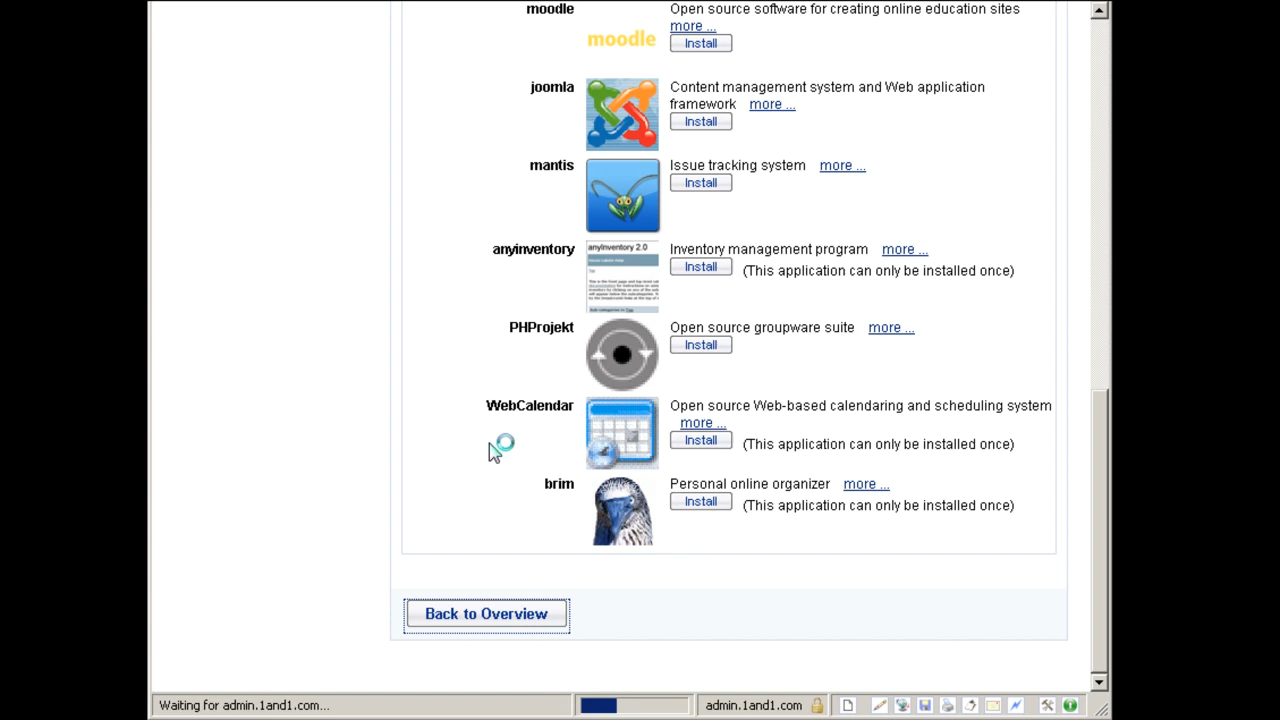 moodle
Open source software for creating online education sites
more ...
moodle
Install
joomla
Content management system and Web application
framework more ...
Install
mantis
Issue tracking system more ...
Install
anyinventory
anyInventory 2.0
Inventory management program more ...
Install (This application can only be installed once)
PHProjekt
Open source groupware suite more ...
Install
WebCalendar
Open source Web-based calendaring and scheduling system
more ...
Install (This application can only be installed once)
brim
Personal online organizer more ...
Install (This application can only be installed once)
Back to Overview
Waiting for admin.1and1.com...
admin.1and1.com